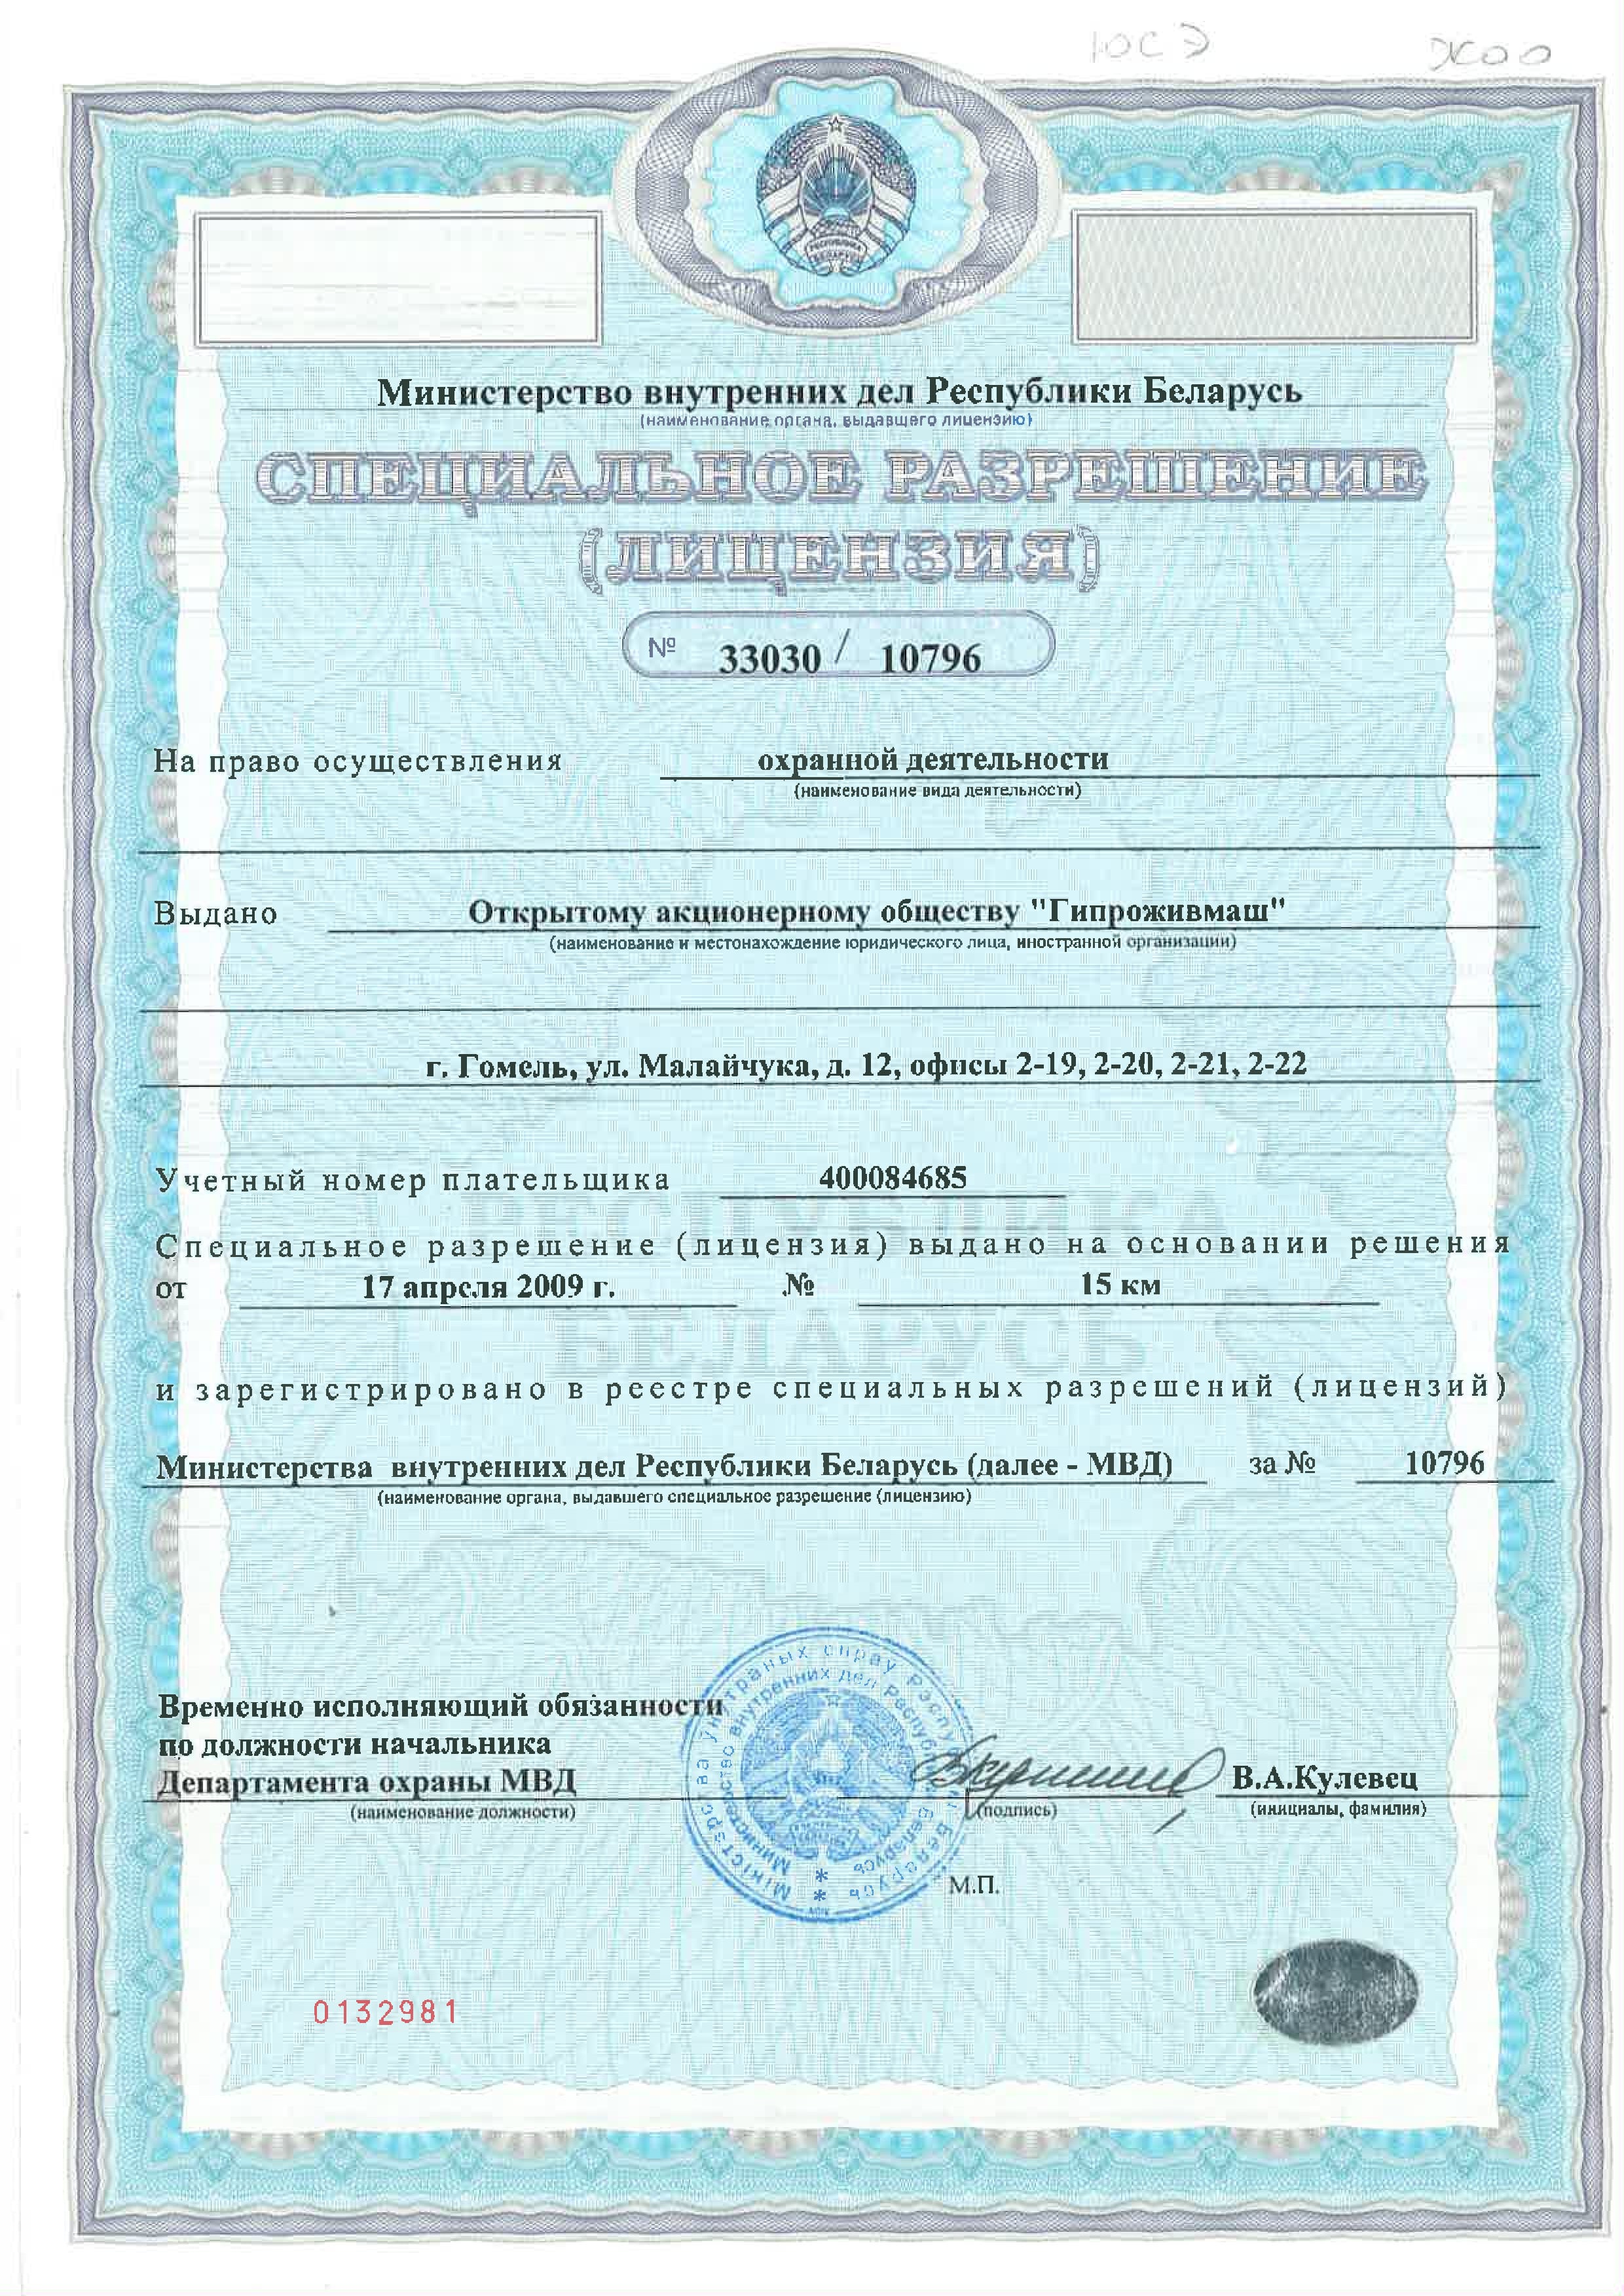 ЮСЭ ЖОО
РЕСПУБЛИКА
БЕЛАРУСЬ
Министерство внутренних дел Республики Беларусь
(наименование органа, выдавшего лицензию)
СПЕЦИАЛЬНОЕ РАЗРЕШЕНИЕ
(ЛИЦЕНЗИЯ)
№ 33030 / 10796
На право осуществления охранной деятельности
(наименование вида деятельности)
Выдано Открытому акционерному обществу "Гипроживмаш"
(наименование и местонахождение юридического лица, иностранной организации)
г. Гомель, ул. Малайчука, д. 12, офисы 2-19, 2-20, 2-21, 2-22
Учетный номер плательщика 400084685
РЕСПУБЛИКА
Специальное разрешение (лицензия) выдано на основании решения
от 17 апреля 2009 г. № 15 км
БЕЛАРУСЬ
и зарегистрировано в реестре специальных разрешений (лицензий)
Министерства внутренних дел Республики Беларусь (далее - МВД) за № 10796
(наименование органа, выдавшего специальное разрешение (лицензию)
Міністэрства ўнутраных спрау Рэспублікі Беларусь
Министерство внутренних дел Республики Беларусь
Временно исполняющий обязанности
по должности начальника
Департамента охраны МВД В.А.Кулевец
(наименование должности) (подпись) (инициалы, фамилия)
М.П.
0132981